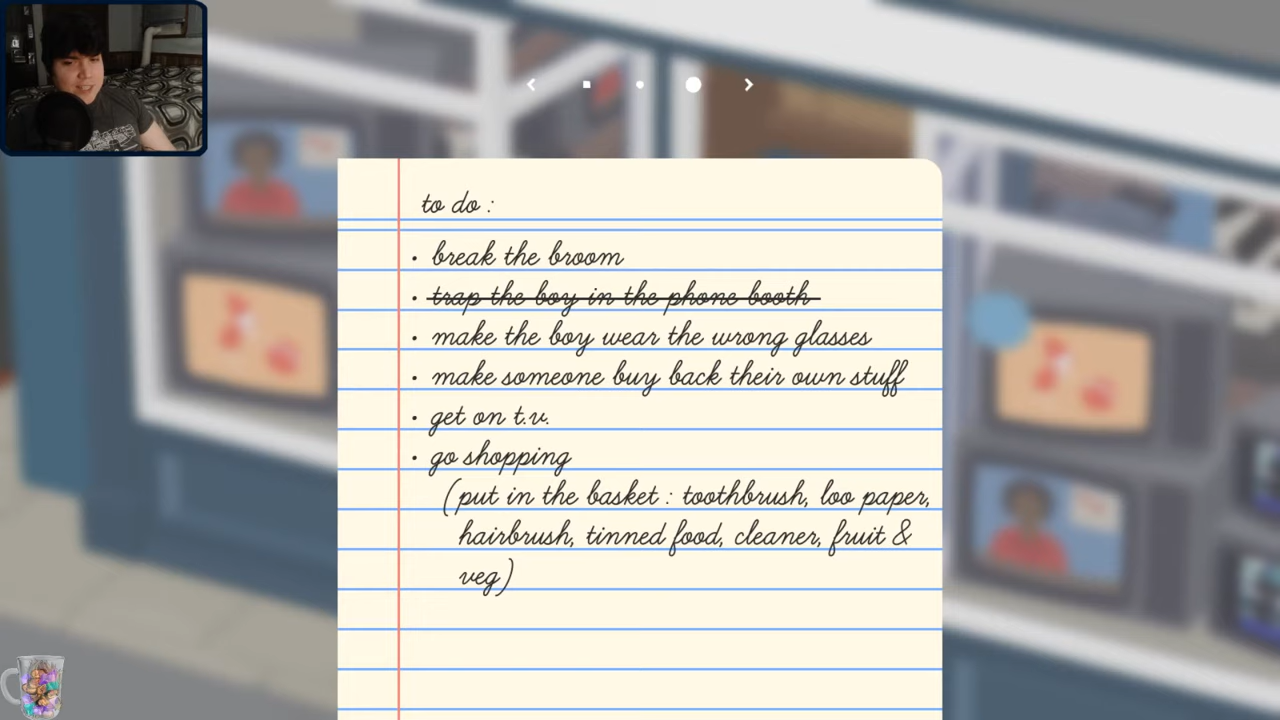 to do :
• break the broom
• trap the boy in the phone booth
• make the boy wear the wrong glasses
• make someone buy back their own stuff
• get on t.v.
• go shopping
(put in the basket : toothbrush, loo paper,
hairbrush, tinned food, cleaner, fruit &
veg)